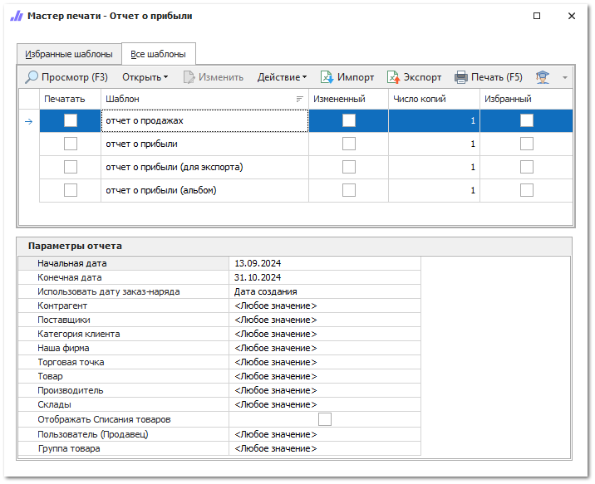 Мастер печати - Отчет о прибыли
Избранные шаблоны Все шаблоны
Просмотр (F3) Открыть Изменить Действие Импорт Экспорт Печать (F5)
Печатать Шаблон Измененный Число копий Избранный
отчет о продажах 1
отчет о прибыли 1
отчет о прибыли (для экспорта) 1
отчет о прибыли (альбом) 1
Параметры отчета
Начальная дата 13.09.2024
Конечная дата 31.10.2024
Использовать дату заказ-наряда Дата создания
Контрагент <Любое значение>
Поставщики <Любое значение>
Категория клиента <Любое значение>
Наша фирма <Любое значение>
Торговая точка <Любое значение>
Товар <Любое значение>
Производитель <Любое значение>
Склады <Любое значение>
Отображать Списания товаров
Пользователь (Продавец) <Любое значение>
Группа товара <Любое значение>